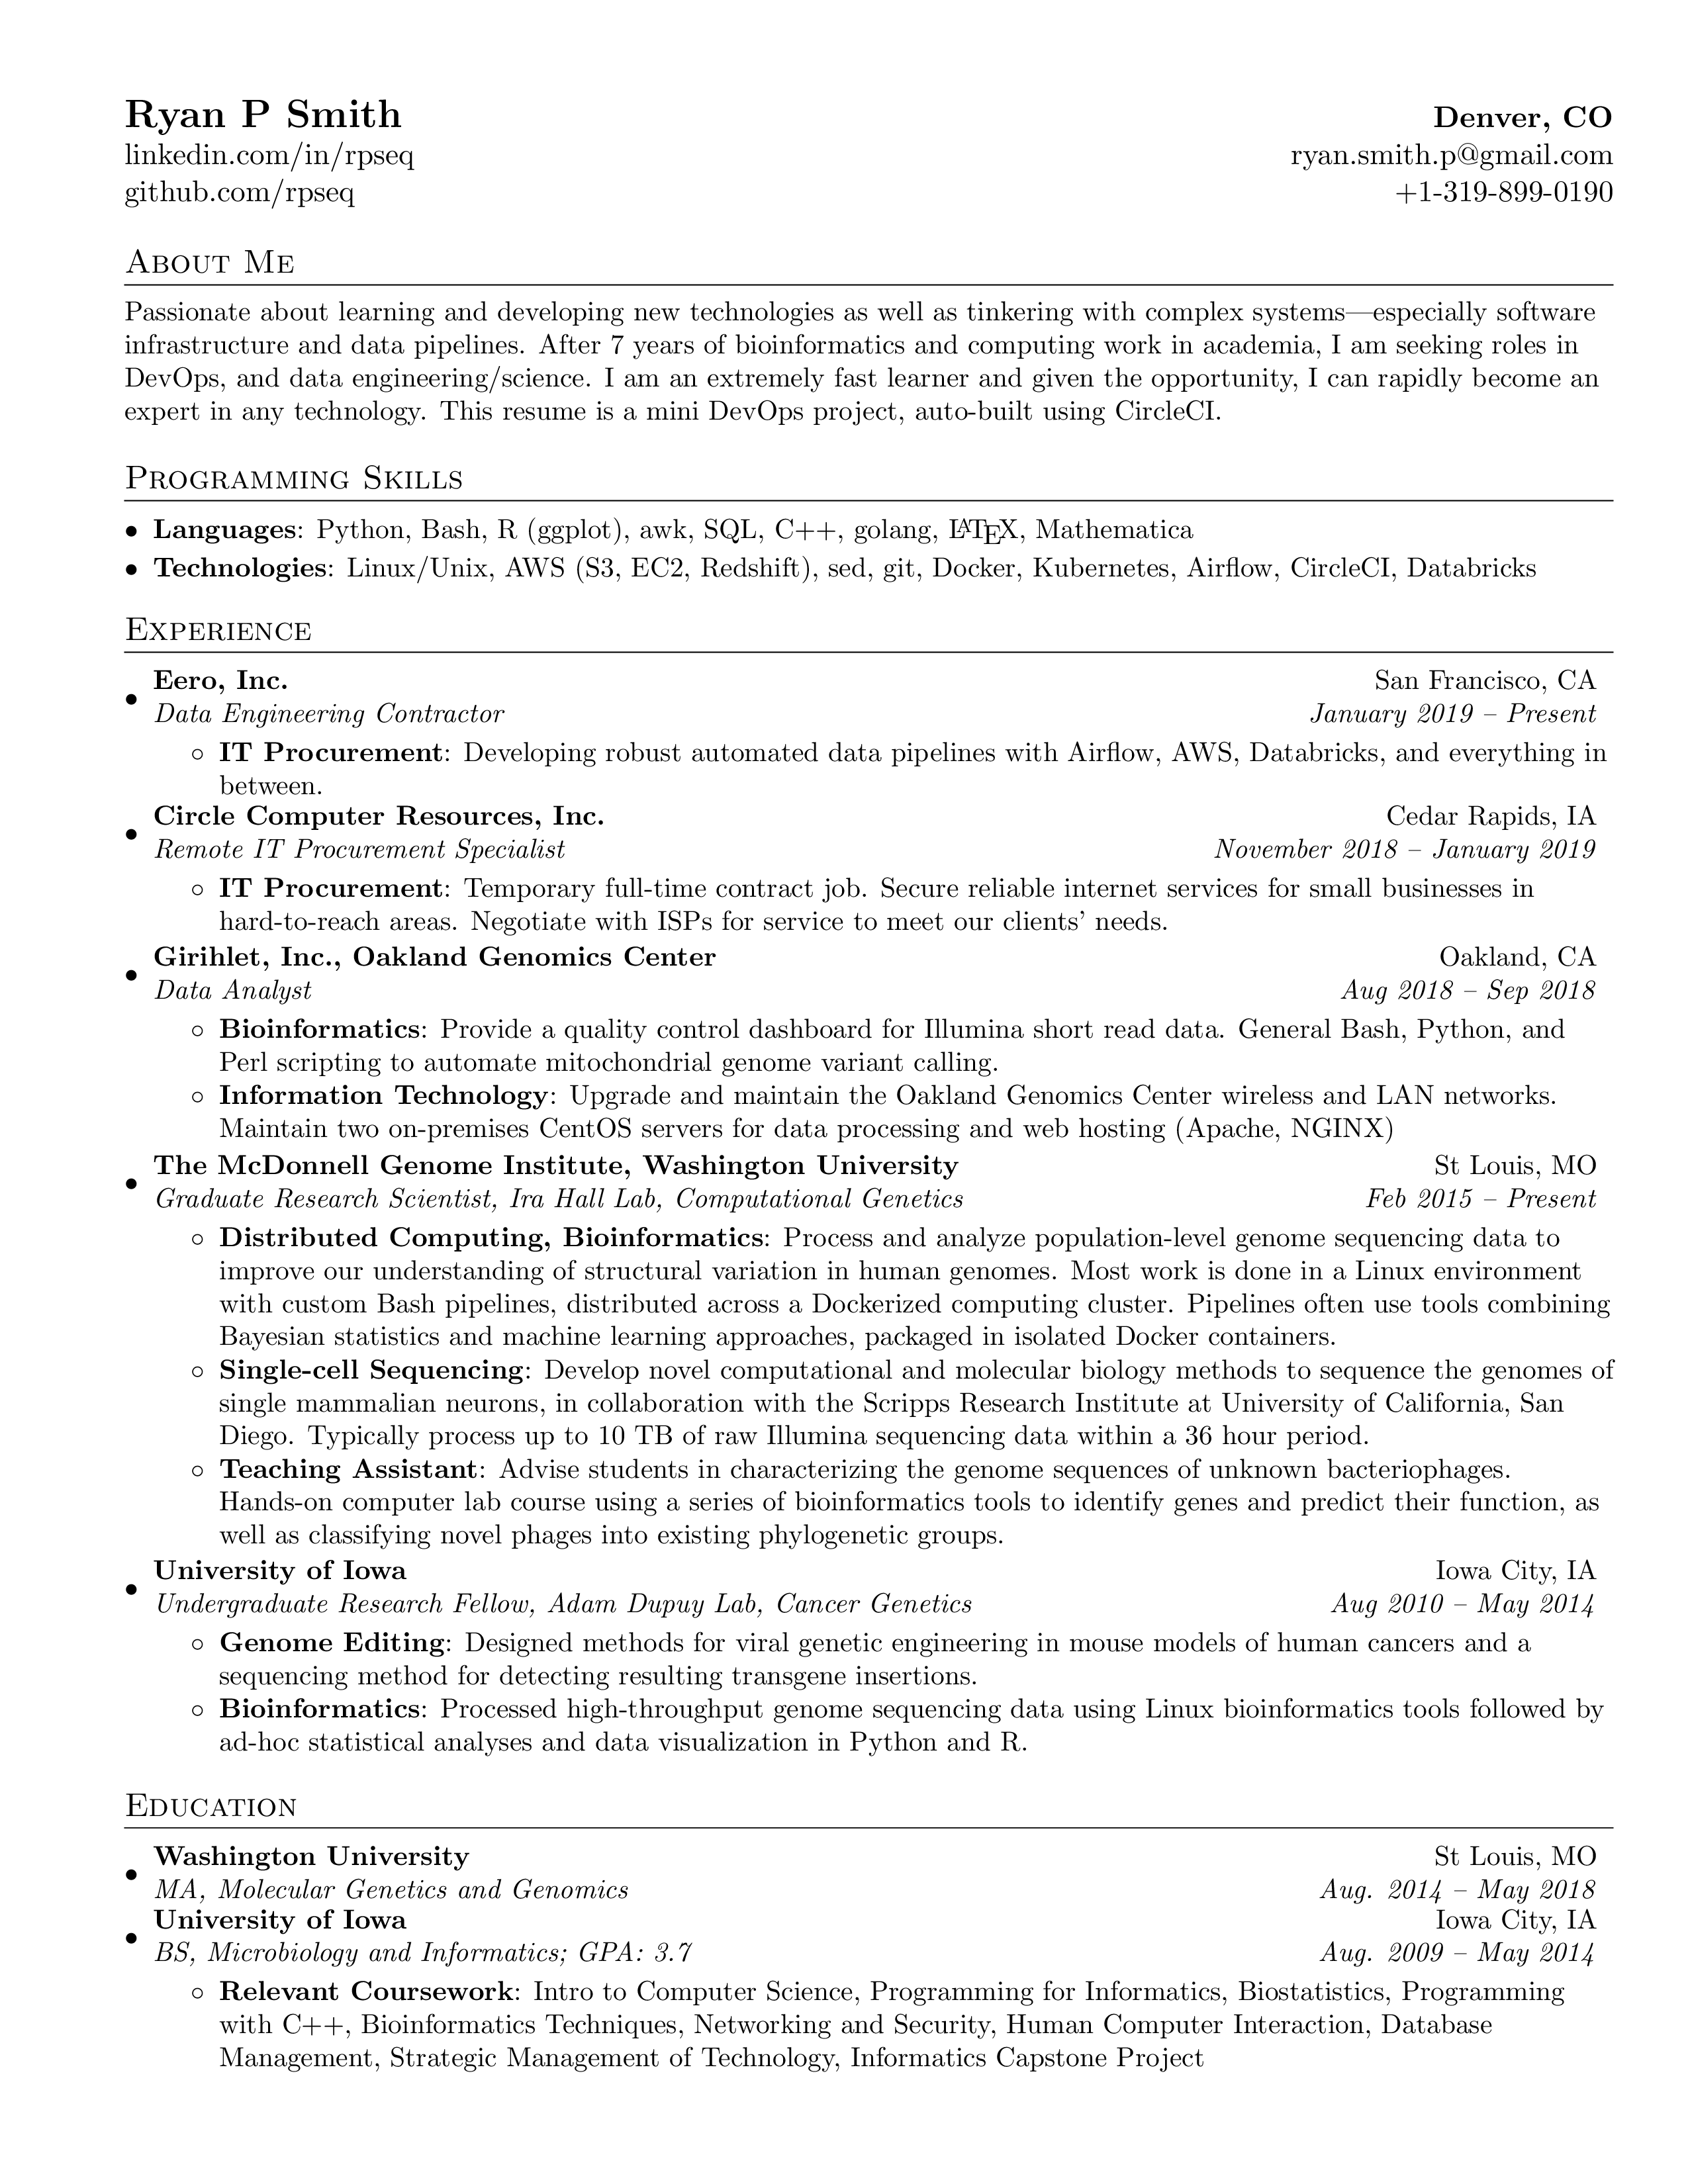 Ryan P Smith Denver, CO
linkedin.com/in/rpseq ryan.smith.p@gmail.com
github.com/rpseq +1-319-899-0190
About Me
Passionate about learning and developing new technologies as well as tinkering with complex systems—especially software
infrastructure and data pipelines. After 7 years of bioinformatics and computing work in academia, I am seeking roles in
DevOps, and data engineering/science. I am an extremely fast learner and given the opportunity, I can rapidly become an
expert in any technology. This resume is a mini DevOps project, auto-built using CircleCI.
Programming Skills
• Languages: Python, Bash, R (ggplot), awk, SQL, C++, golang, LATEX, Mathematica
• Technologies: Linux/Unix, AWS (S3, EC2, Redshift), sed, git, Docker, Kubernetes, Airflow, CircleCI, Databricks
Experience
• Eero, Inc. San Francisco, CA
Data Engineering Contractor January 2019 – Present
◦ IT Procurement: Developing robust automated data pipelines with Airflow, AWS, Databricks, and everything in
between.
• Circle Computer Resources, Inc. Cedar Rapids, IA
Remote IT Procurement Specialist November 2018 – January 2019
◦ IT Procurement: Temporary full-time contract job. Secure reliable internet services for small businesses in
hard-to-reach areas. Negotiate with ISPs for service to meet our clients' needs.
• Girihlet, Inc., Oakland Genomics Center Oakland, CA
Data Analyst Aug 2018 – Sep 2018
◦ Bioinformatics: Provide a quality control dashboard for Illumina short read data. General Bash, Python, and
Perl scripting to automate mitochondrial genome variant calling.
◦ Information Technology: Upgrade and maintain the Oakland Genomics Center wireless and LAN networks.
Maintain two on-premises CentOS servers for data processing and web hosting (Apache, NGINX)
• The McDonnell Genome Institute, Washington University St Louis, MO
Graduate Research Scientist, Ira Hall Lab, Computational Genetics Feb 2015 – Present
◦ Distributed Computing, Bioinformatics: Process and analyze population-level genome sequencing data to
improve our understanding of structural variation in human genomes. Most work is done in a Linux environment
with custom Bash pipelines, distributed across a Dockerized computing cluster. Pipelines often use tools combining
Bayesian statistics and machine learning approaches, packaged in isolated Docker containers.
◦ Single-cell Sequencing: Develop novel computational and molecular biology methods to sequence the genomes of
single mammalian neurons, in collaboration with the Scripps Research Institute at University of California, San
Diego. Typically process up to 10 TB of raw Illumina sequencing data within a 36 hour period.
◦ Teaching Assistant: Advise students in characterizing the genome sequences of unknown bacteriophages.
Hands-on computer lab course using a series of bioinformatics tools to identify genes and predict their function, as
well as classifying novel phages into existing phylogenetic groups.
• University of Iowa Iowa City, IA
Undergraduate Research Fellow, Adam Dupuy Lab, Cancer Genetics Aug 2010 – May 2014
◦ Genome Editing: Designed methods for viral genetic engineering in mouse models of human cancers and a
sequencing method for detecting resulting transgene insertions.
◦ Bioinformatics: Processed high-throughput genome sequencing data using Linux bioinformatics tools followed by
ad-hoc statistical analyses and data visualization in Python and R.
Education
• Washington University St Louis, MO
MA, Molecular Genetics and Genomics Aug. 2014 – May 2018
• University of Iowa Iowa City, IA
BS, Microbiology and Informatics; GPA: 3.7 Aug. 2009 – May 2014
◦ Relevant Coursework: Intro to Computer Science, Programming for Informatics, Biostatistics, Programming
with C++, Bioinformatics Techniques, Networking and Security, Human Computer Interaction, Database
Management, Strategic Management of Technology, Informatics Capstone Project